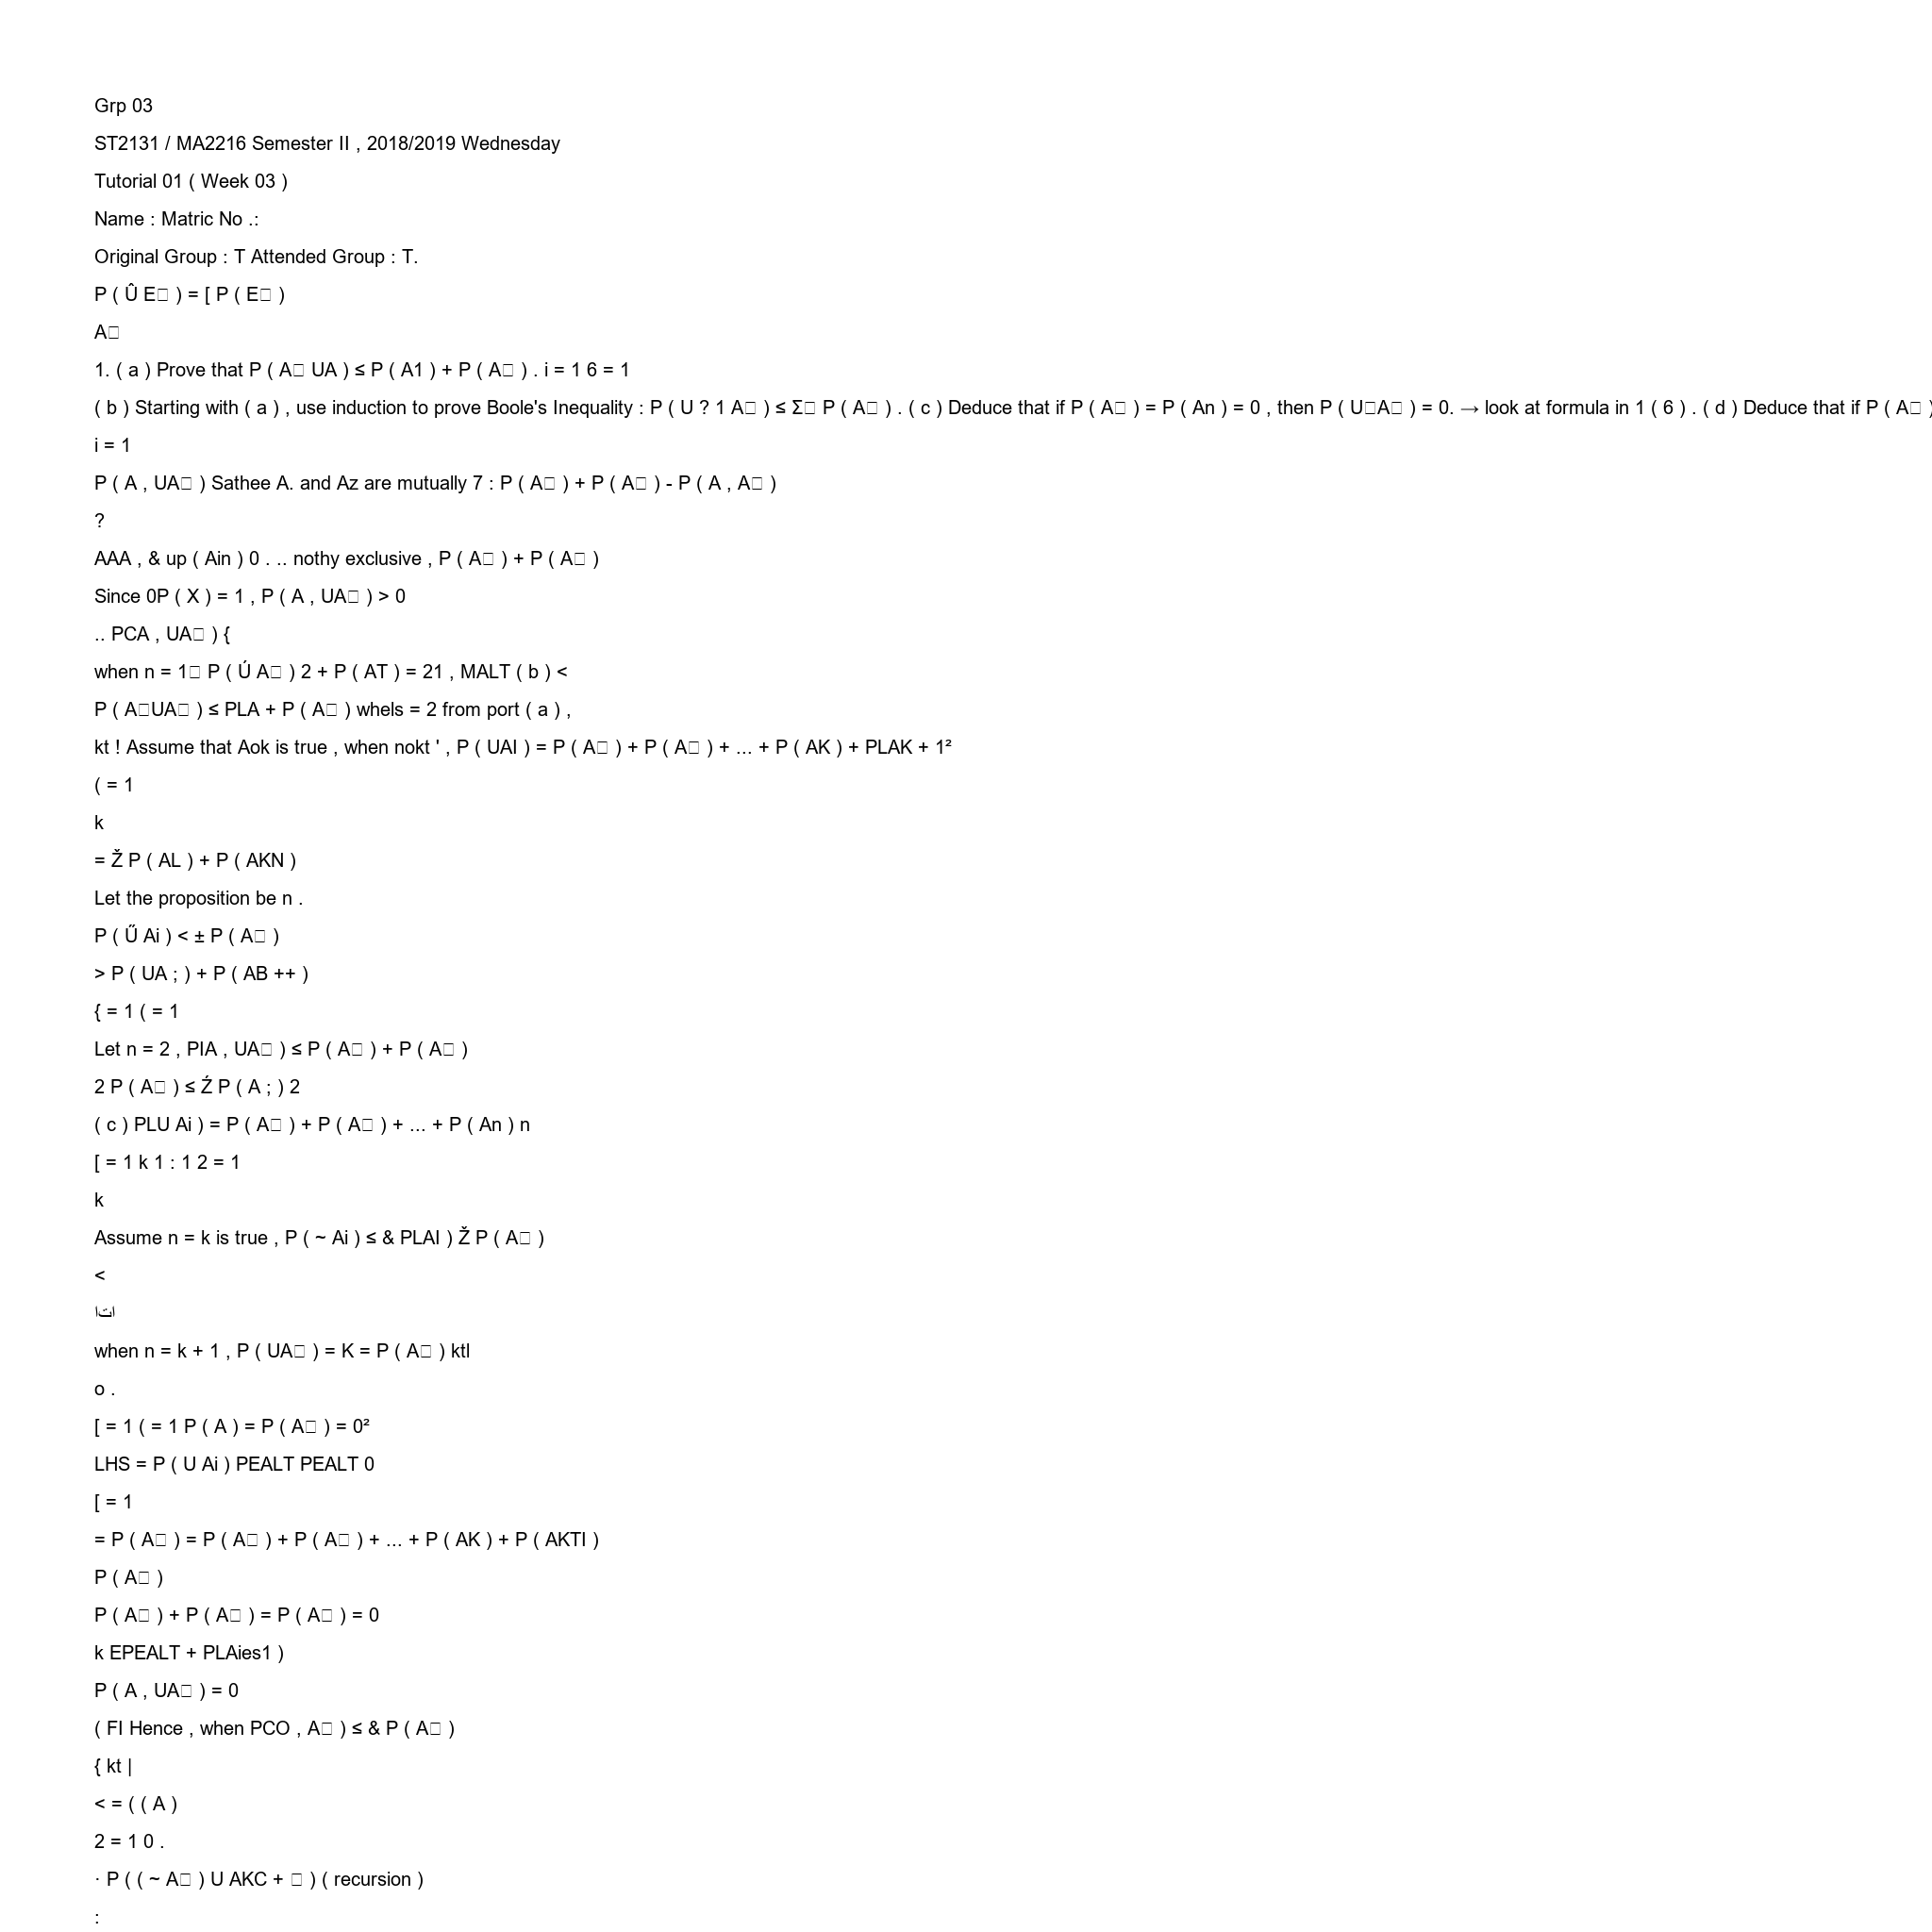 Grp 03
ST2131 / MA2216 Semester II , 2018/2019 Wednesday
Tutorial 01 ( Week 03 )
Name : Matric No .:
Original Group : T Attended Group : T.
P ( Û E□ ) = [ P ( E□ )
A□
1. ( a ) Prove that P ( A□ UA ) ≤ P ( A1 ) + P ( A□ ) . i = 1 6 = 1
( b ) Starting with ( a ) , use induction to prove Boole's Inequality : P ( U ? 1 A□ ) ≤ Σ□ P ( A□ ) . ( c ) Deduce that if P ( A□ ) = P ( An ) = 0 , then P ( U□A□ ) = 0. → look at formula in 1 ( 6 ) . ( d ) Deduce that if P ( A□ )
i = 1
P ( A , UA□ ) Sathee A. and Az are mutually 7 : P ( A□ ) + P ( A□ ) - P ( A , A□ )
?
AAA , & up ( Ain ) 0 . .. nothy exclusive , P ( A□ ) + P ( A□ )
Since 0P ( X ) = 1 , P ( A , UA□ ) > 0
.. PCA , UA□ ) {
when n = 1□ P ( Ú A□ ) 2 + P ( AT ) = 21 , MALT ( b ) <
P ( A□UA□ ) ≤ PLA + P ( A□ ) whels = 2 from port ( a ) ,
kt ! Assume that Aok is true , when nokt ' , P ( UAI ) = P ( A□ ) + P ( A□ ) + ... + P ( AK ) + PLAK + 1²
( = 1
k
= Ž P ( AL ) + P ( AKN )
Let the proposition be n .
P ( Ű Ai ) < ± P ( A□ )
> P ( UA ; ) + P ( AB ++ )
{ = 1 ( = 1
Let n = 2 , PIA , UA□ ) ≤ P ( A□ ) + P ( A□ )
2 P ( A□ ) ≤ Ź P ( A ; ) 2
( c ) PLU Ai ) = P ( A□ ) + P ( A□ ) + ... + P ( An ) n
[ = 1 k 1 : 1 2 = 1
k
Assume n = k is true , P ( ~ Ai ) ≤ & PLAI ) Ž P ( A□ )
<
اتا
when n = k + 1 , P ( UA□ ) = K = P ( A□ ) ktl
o .
[ = 1 ( = 1 P ( A ) = P ( A□ ) = 0²
LHS = P ( U Ai ) PEALT PEALT 0
[ = 1
= P ( A□ ) = P ( A□ ) + P ( A□ ) + ... + P ( AK ) + P ( AKTI )
P ( A□ )
P ( A□ ) + P ( A□ ) = P ( A□ ) = 0
k EPEALT + PLAies1 )
P ( A , UA□ ) = 0
( FI Hence , when PCO , A□ ) ≤ & P ( A□ )
{ kt |
< = ( ( A )
2 = 1 0 .
· P ( ( ~ A□ ) U AKC + □ ) ( recursion )
: